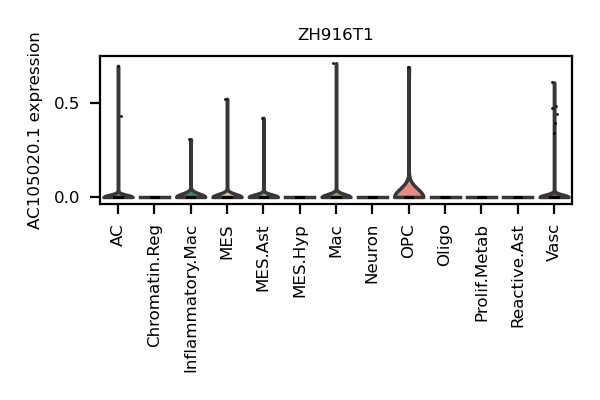 ZH916T1
AC105020.1 expression
0.5
0.0
AC
Chromatin.Reg
Inflammatory.Mac
MES
MES.Ast
MES.Hyp
Mac
Neuron
OPC
Oligo
Prolif.Metab
Reactive.Ast
Vasc